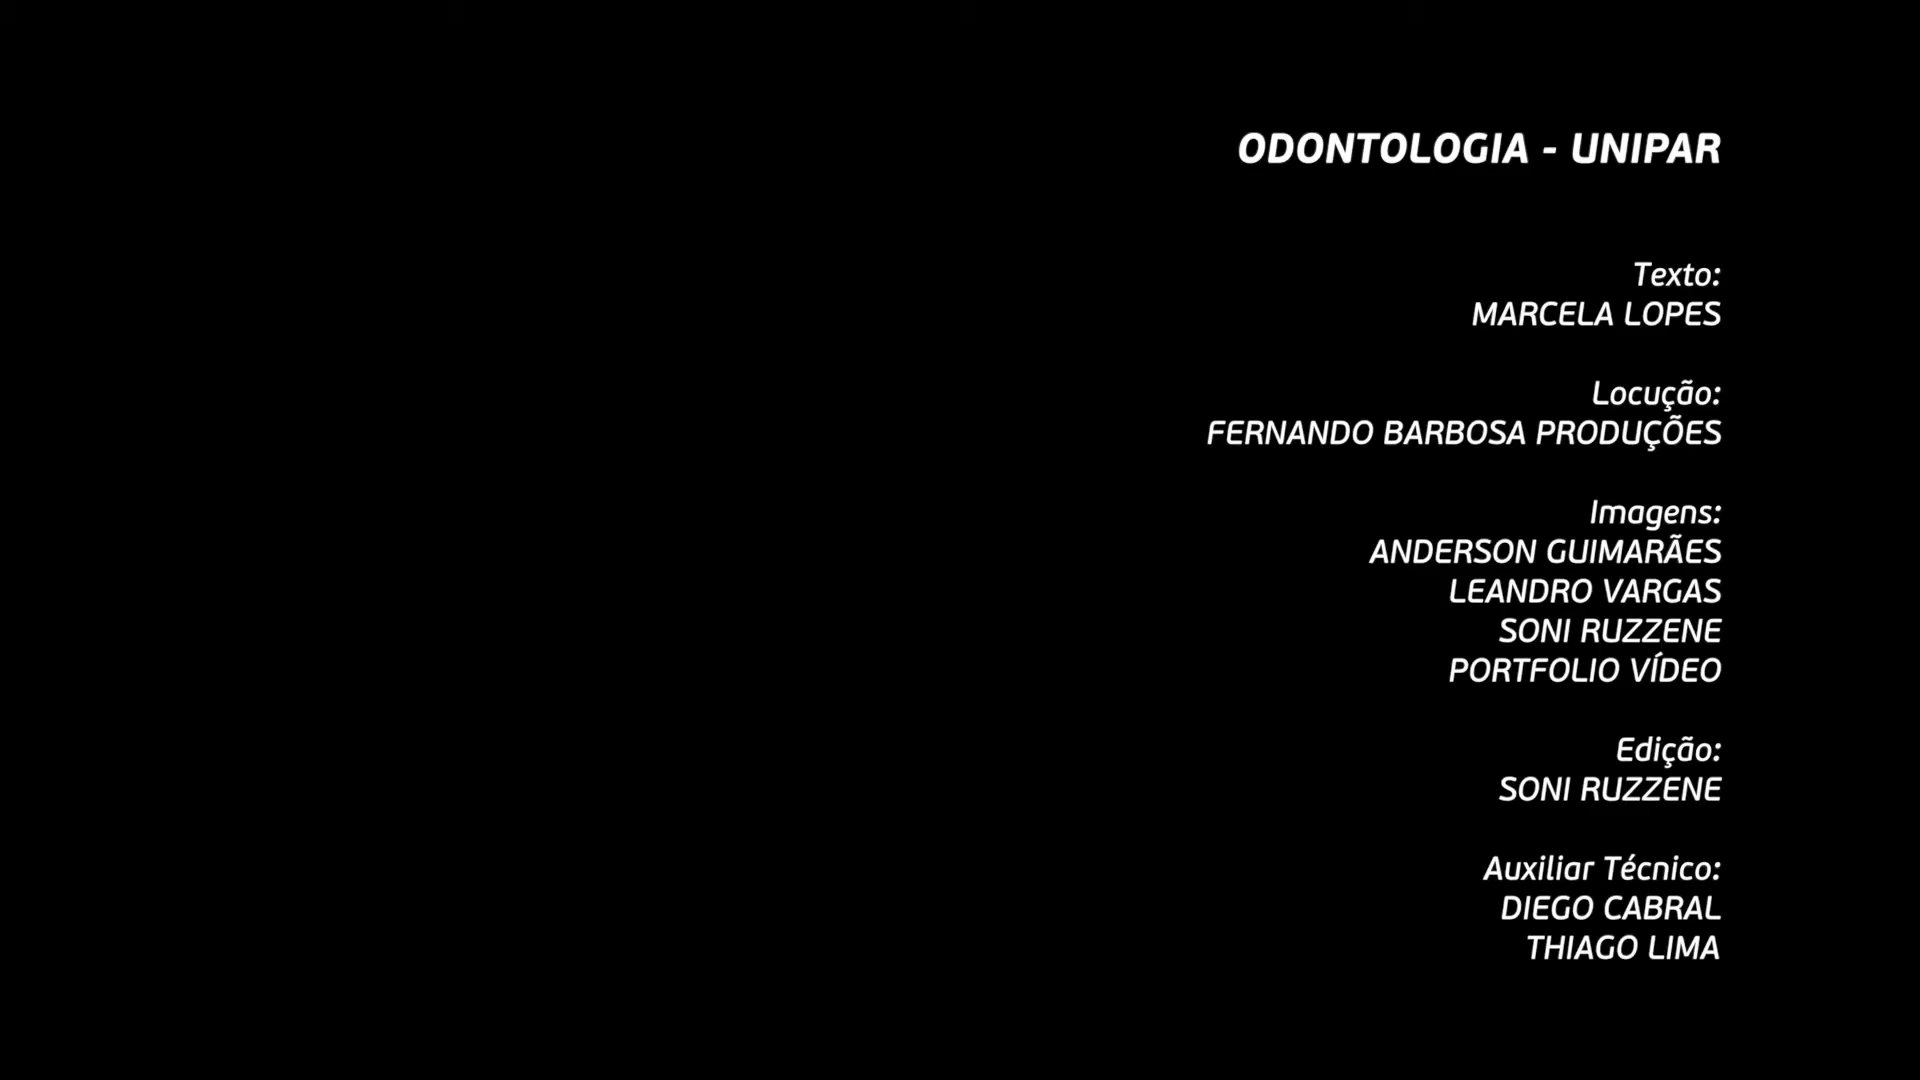 ODONTOLOGIA - UNIPAR
Texto:
MARCELA LOPES
Locução:
FERNANDO BARBOSA PRODUÇÕES
Imagens:
ANDERSON GUIMARÃES
LEANDRO VARGAS
SONI RUZZENE
PORTFOLIO VÍDEO
Edição:
SONI RUZZENE
Auxiliar Técnico:
DIEGO CABRAL
THIAGO LIMA